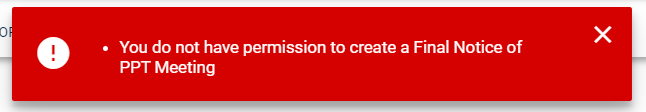 • You do not have permission to create a Final Notice of
PPT Meeting